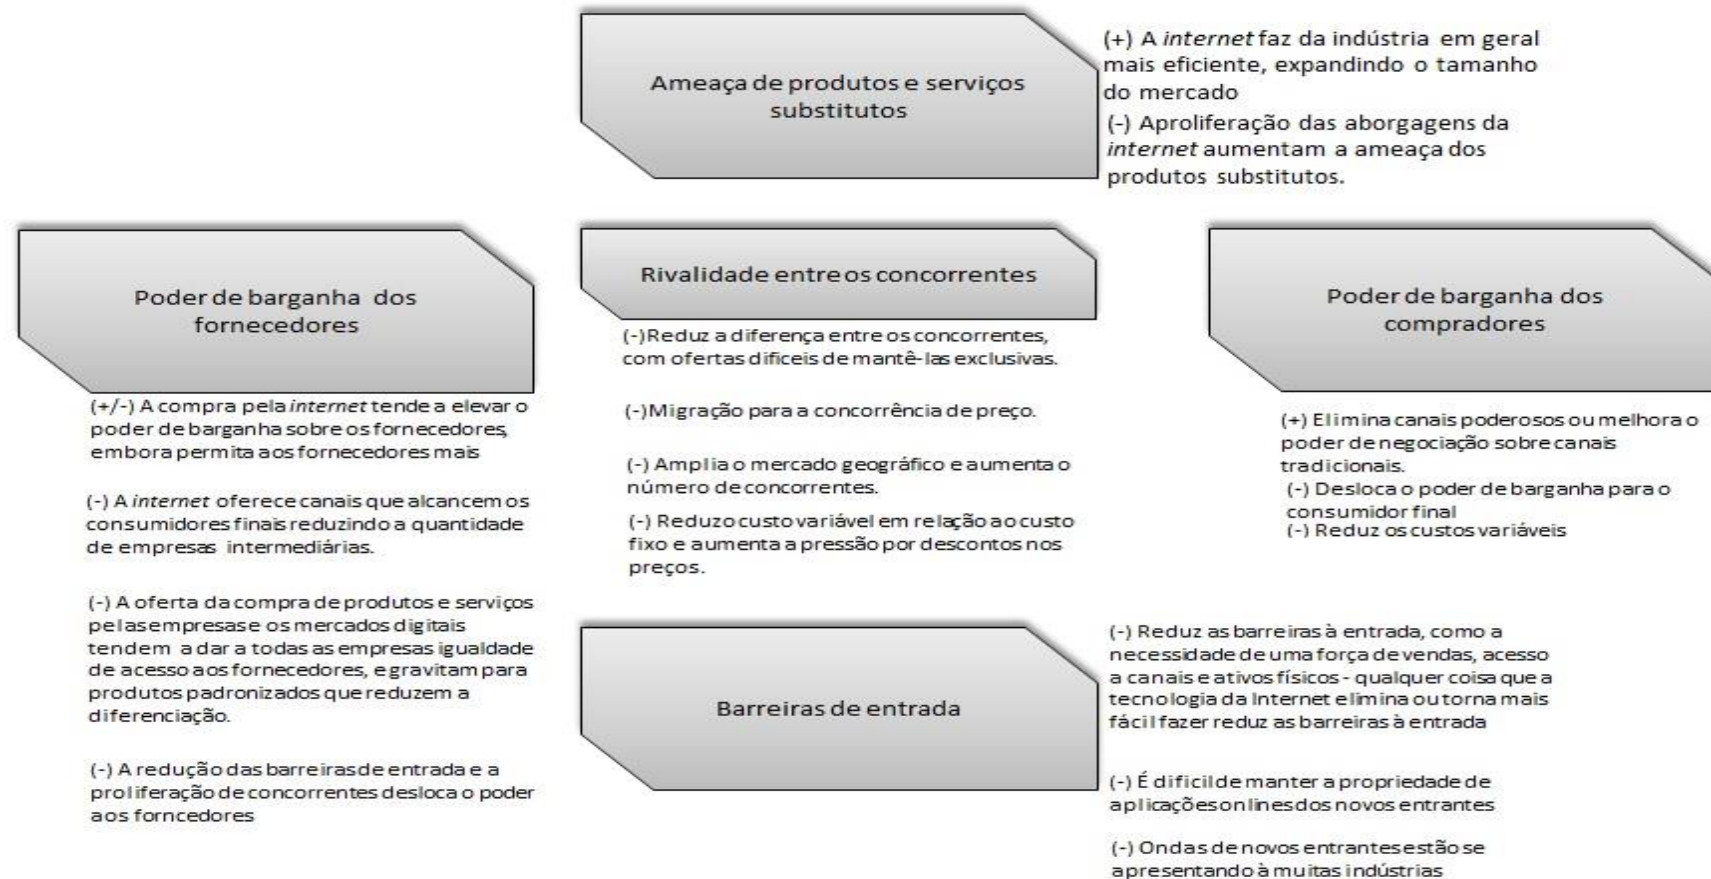 Ameaça de produtos e serviços
substitutos
(+) A internet faz da indústria em geral
mais eficiente, expandindo o tamanho
do mercado
(-) Aproliferação das aborgagens da
internet aumentam a ameaça dos
produtos substitutos.
Poder de barganha dos
fornecedores
(+/-) A compra pela internet tende a elevar o
poder de barganha sobre os fornecedores,
embora permita aos fornecedores mais
(-) A internet oferece canais que alcancem os
consumidores finais reduzindo a quantidade
de empresas intermediárias.
(-) A oferta da compra de produtos e serviços
pelas empresas e os mercados digitais
tendem a dar a todas as empresas igualdade
de acesso aos fornecedores, e gravitam para
produtos padronizados que reduzem a
diferenciação.
(-) A redução das barreiras de entrada e a
proliferação de concorrentes desloca o poder
aos forncedores
Rivalidade entre os concorrentes
(-)Reduz a diferença entre os concorrentes,
com ofertas dificeis de mantê-las exclusivas.
(-)Migração para a concorrência de preço.
(-) Amplia o mercado geográfico e aumenta o
número de concorrentes.
(-) Reduz o custo variável em relação ao custo
fixo e aumenta a pressão por descontos nos
preços.
Poder de barganha dos
compradores
(+) Elimina canais poderosos ou melhora o
poder de negociação sobre canais
tradicionais.
(-) Desloca o poder de barganha para o
consumidor final
(-) Reduz os custos variáveis
Barreiras de entrada
(-) Reduz as barreiras à entrada, como a
necessidade de uma força de vendas, acesso
a canais e ativos físicos - qualquer coisa que a
tecnologia da Internet elimina ou torna mais
fácil fazer reduz as barreiras à entrada
(-) É dificil de manter a propriedade de
aplicações onlines dos novos entrantes
(-) Ondas de novos entrantes estão se
apresentando à muitas indústrias